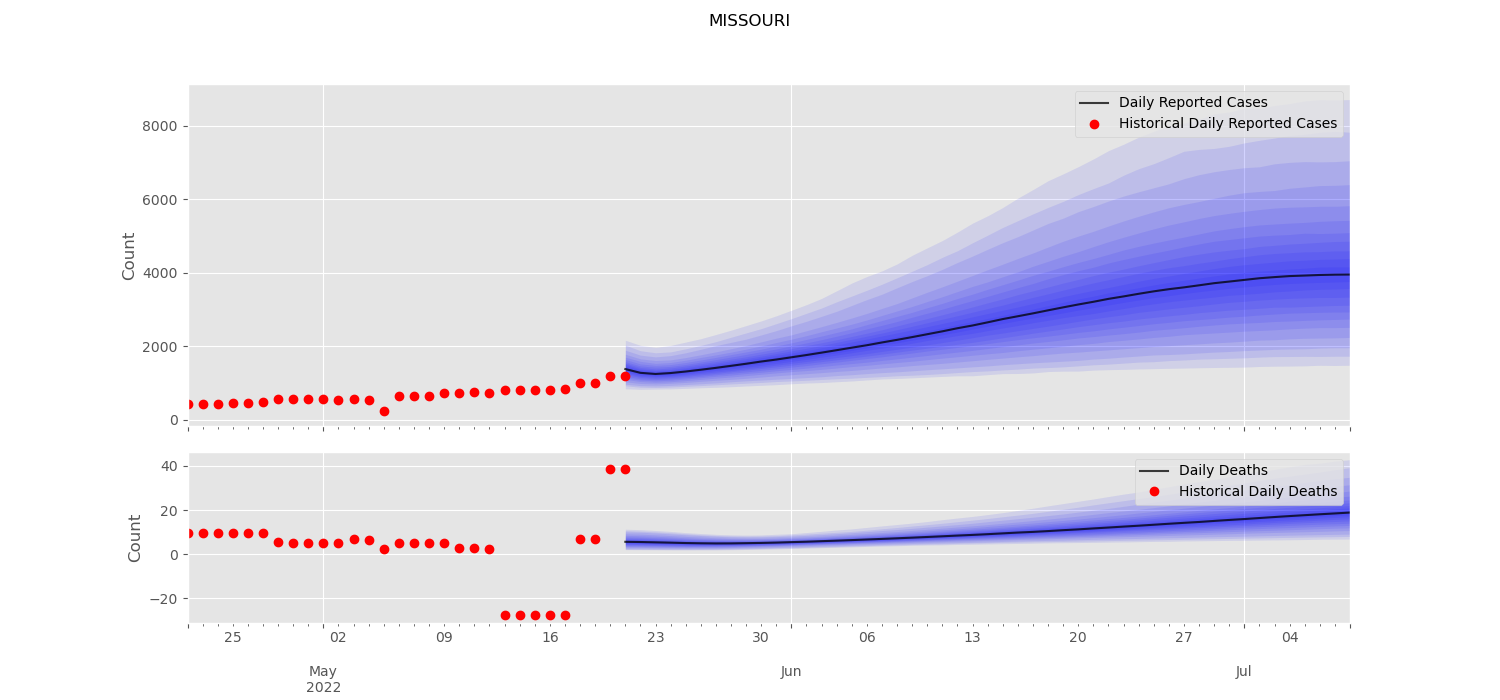 MISSOURI
Daily Reported Cases
Historical Daily Reported Cases
8000
6000
4000
2000
0
Count
Daily Deaths
Historical Daily Deaths
40
20
0
−20
Count
25 02 09 16 23 30 06 13 20 27 04
May Jun Jul
2022